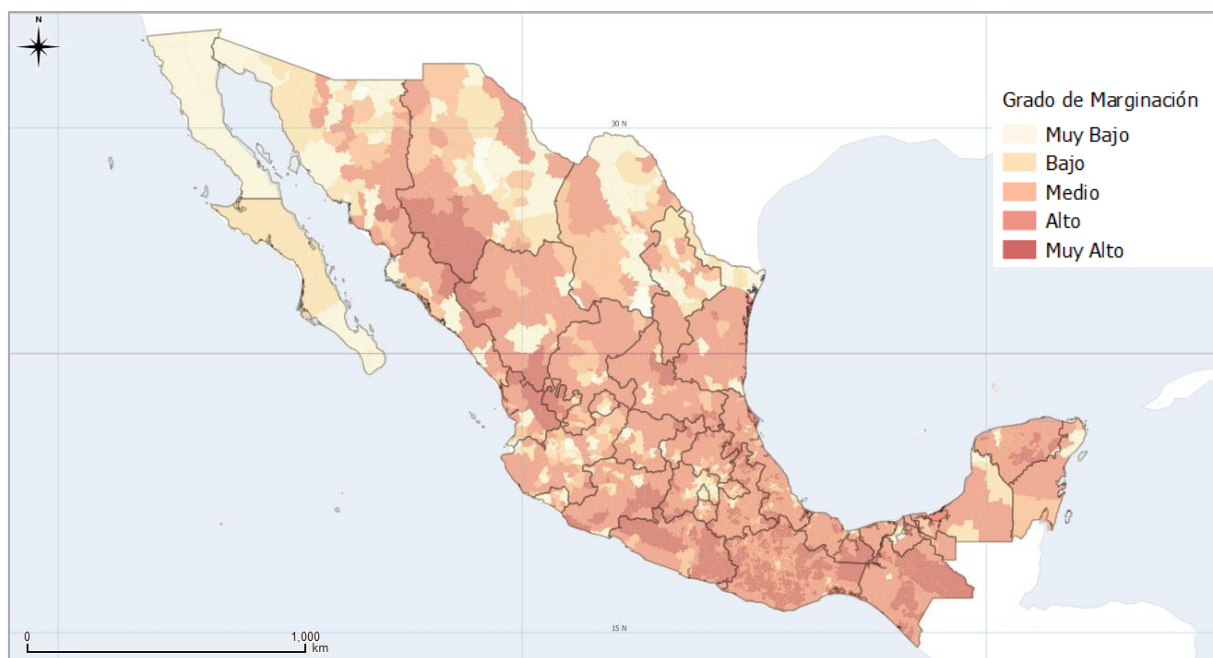 N
30 N
Grado de Marginación
Muy Bajo
Bajo
Medio
Alto
Muy Alto
15 N
0 1,000
km